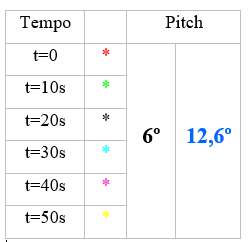 Tempo Pitch
t=0 *
t=10s *
t=20s *
t=30s * 6º 12,6º
t=40s *
t=50s *